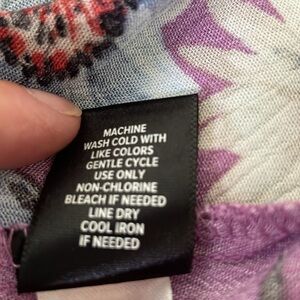 MACHINE
WASH COLD WITH
LIKE COLORS
GENTLE CYCLE
USE ONLY
NON-CHLORINE
BLEACH IF NEEDED
LINE DRY
COOL IRON
IF NEEDED